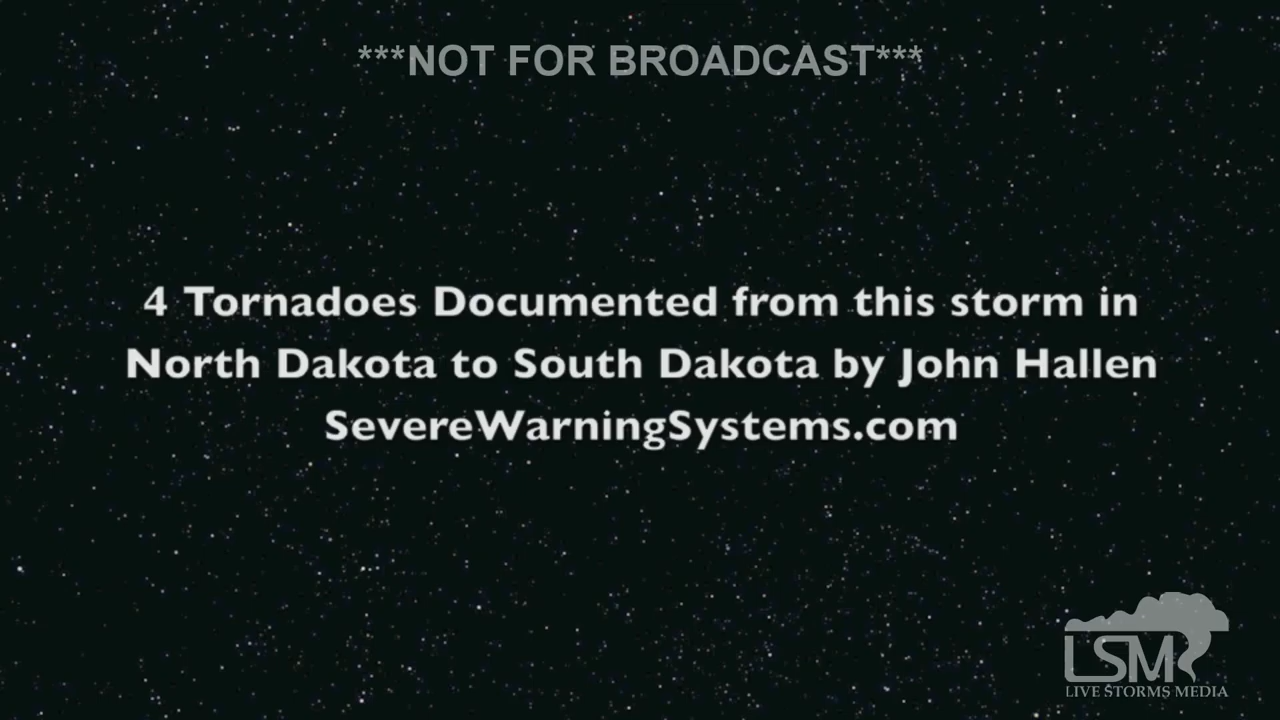 ***NOT FOR BROADCAST***
4 Tornadoes Documented from this storm in
North Dakota to South Dakota by John Hallen
SevereWarningSystems.com
LSM
LIVE STORMS MEDIA